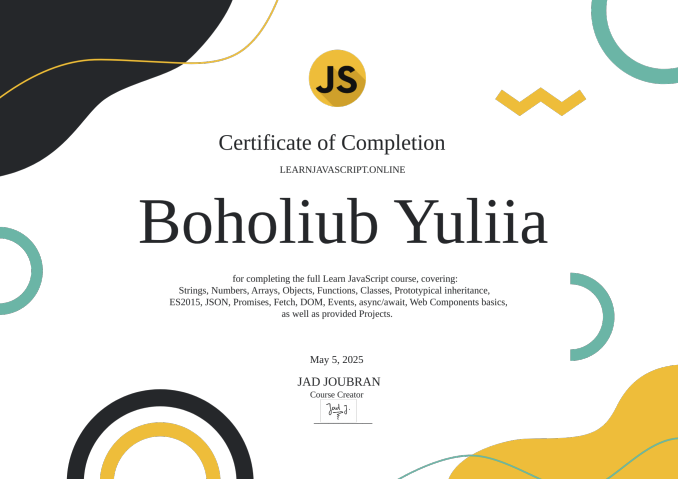 JS
Certificate of Completion
LEARNJAVASCRIPT.ONLINE
Boholiub Yuliia
for completing the full Learn JavaScript course, covering:
Strings, Numbers, Arrays, Objects, Functions, Classes, Prototypical inheritance,
ES2015, JSON, Promises, Fetch, DOM, Events, async/await, Web Components basics,
as well as provided Projects.
May 5, 2025
JAD JOUBRAN
Course Creator